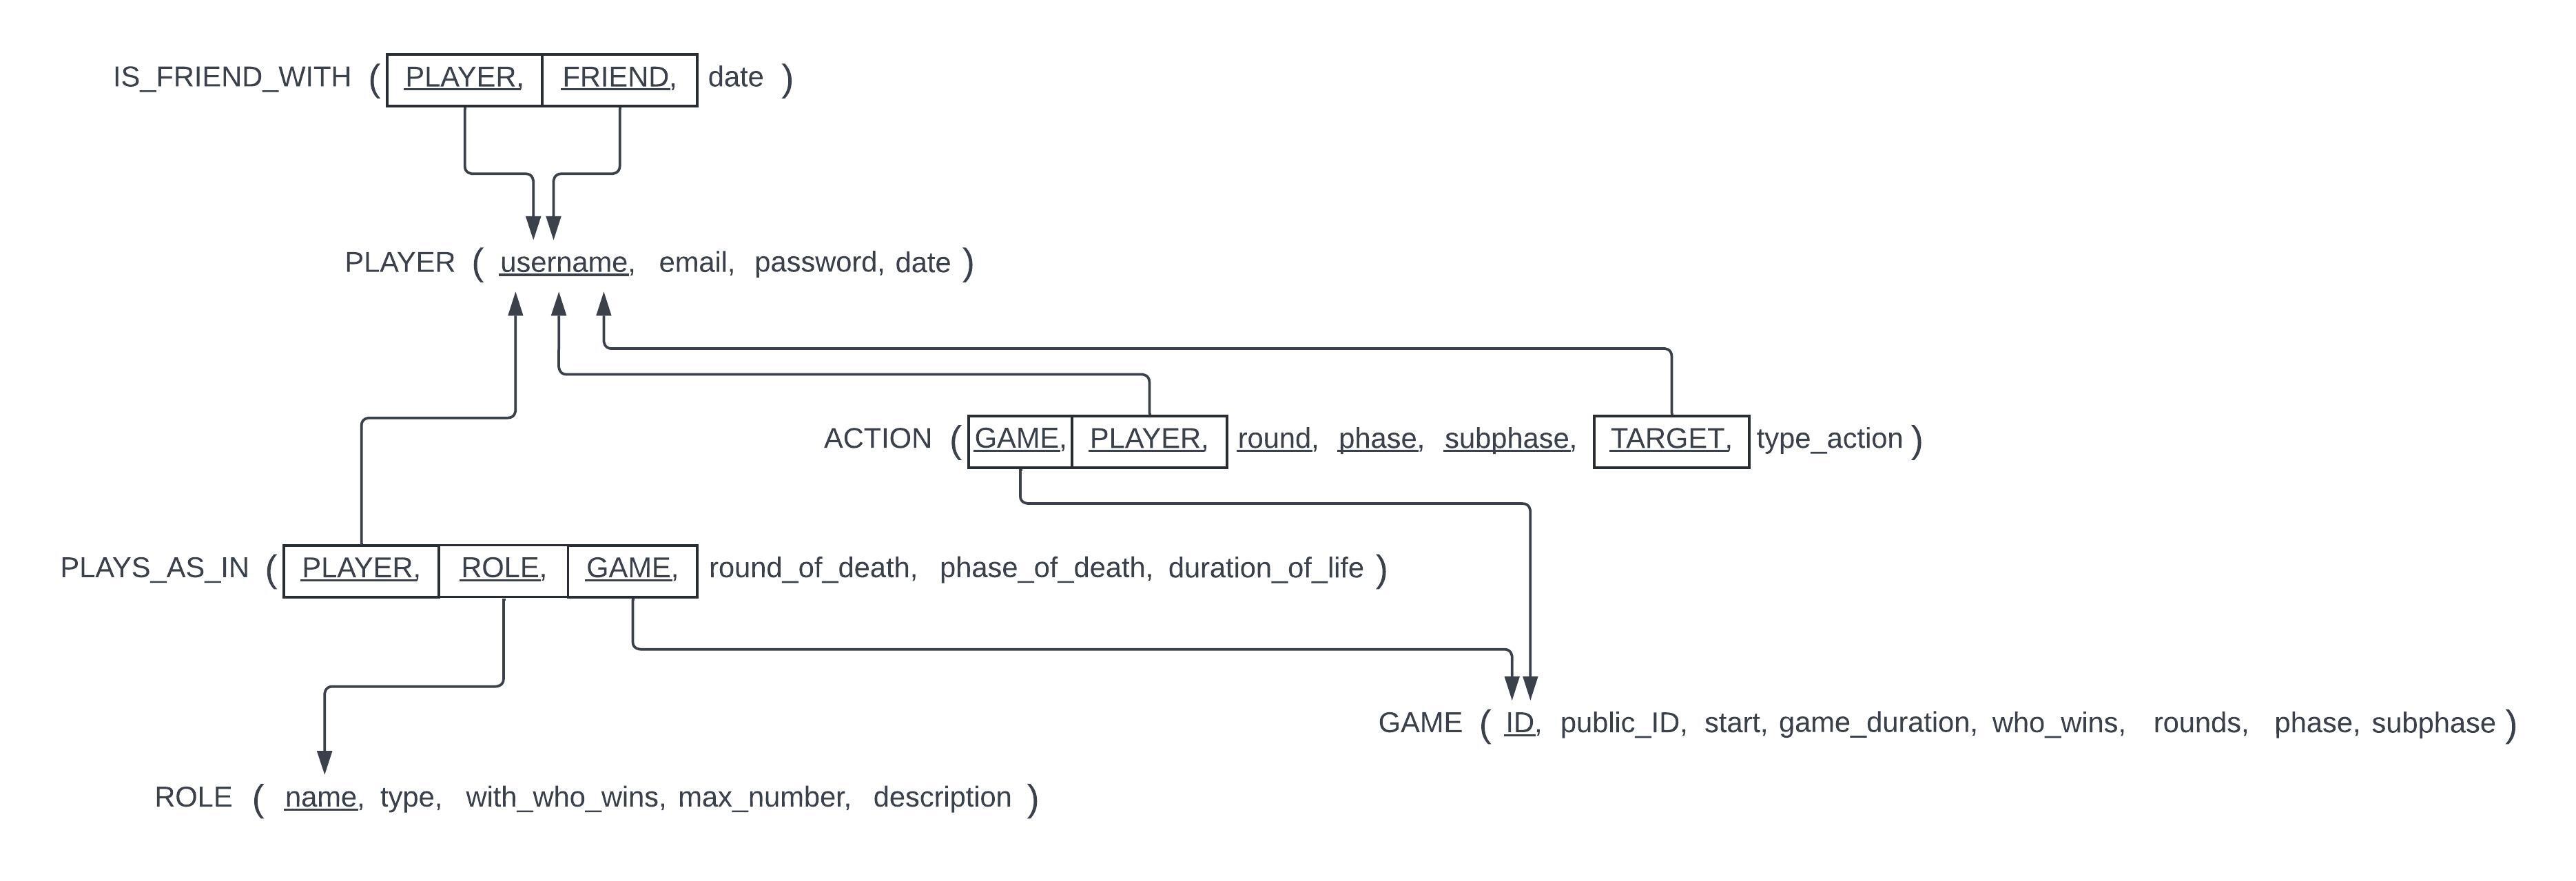 IS_FRIEND_WITH ( PLAYER, FRIEND, date )
PLAYER ( username, email, password, date )
ACTION ( GAME, PLAYER, round, phase, subphase, TARGET, type_action )
PLAYS_AS_IN ( PLAYER, ROLE, GAME, round_of_death, phase_of_death, duration_of_life )
GAME ( ID, public_ID, start, game_duration, who_wins, rounds, phase, subphase )
ROLE ( name, type, with_who_wins, max_number, description )